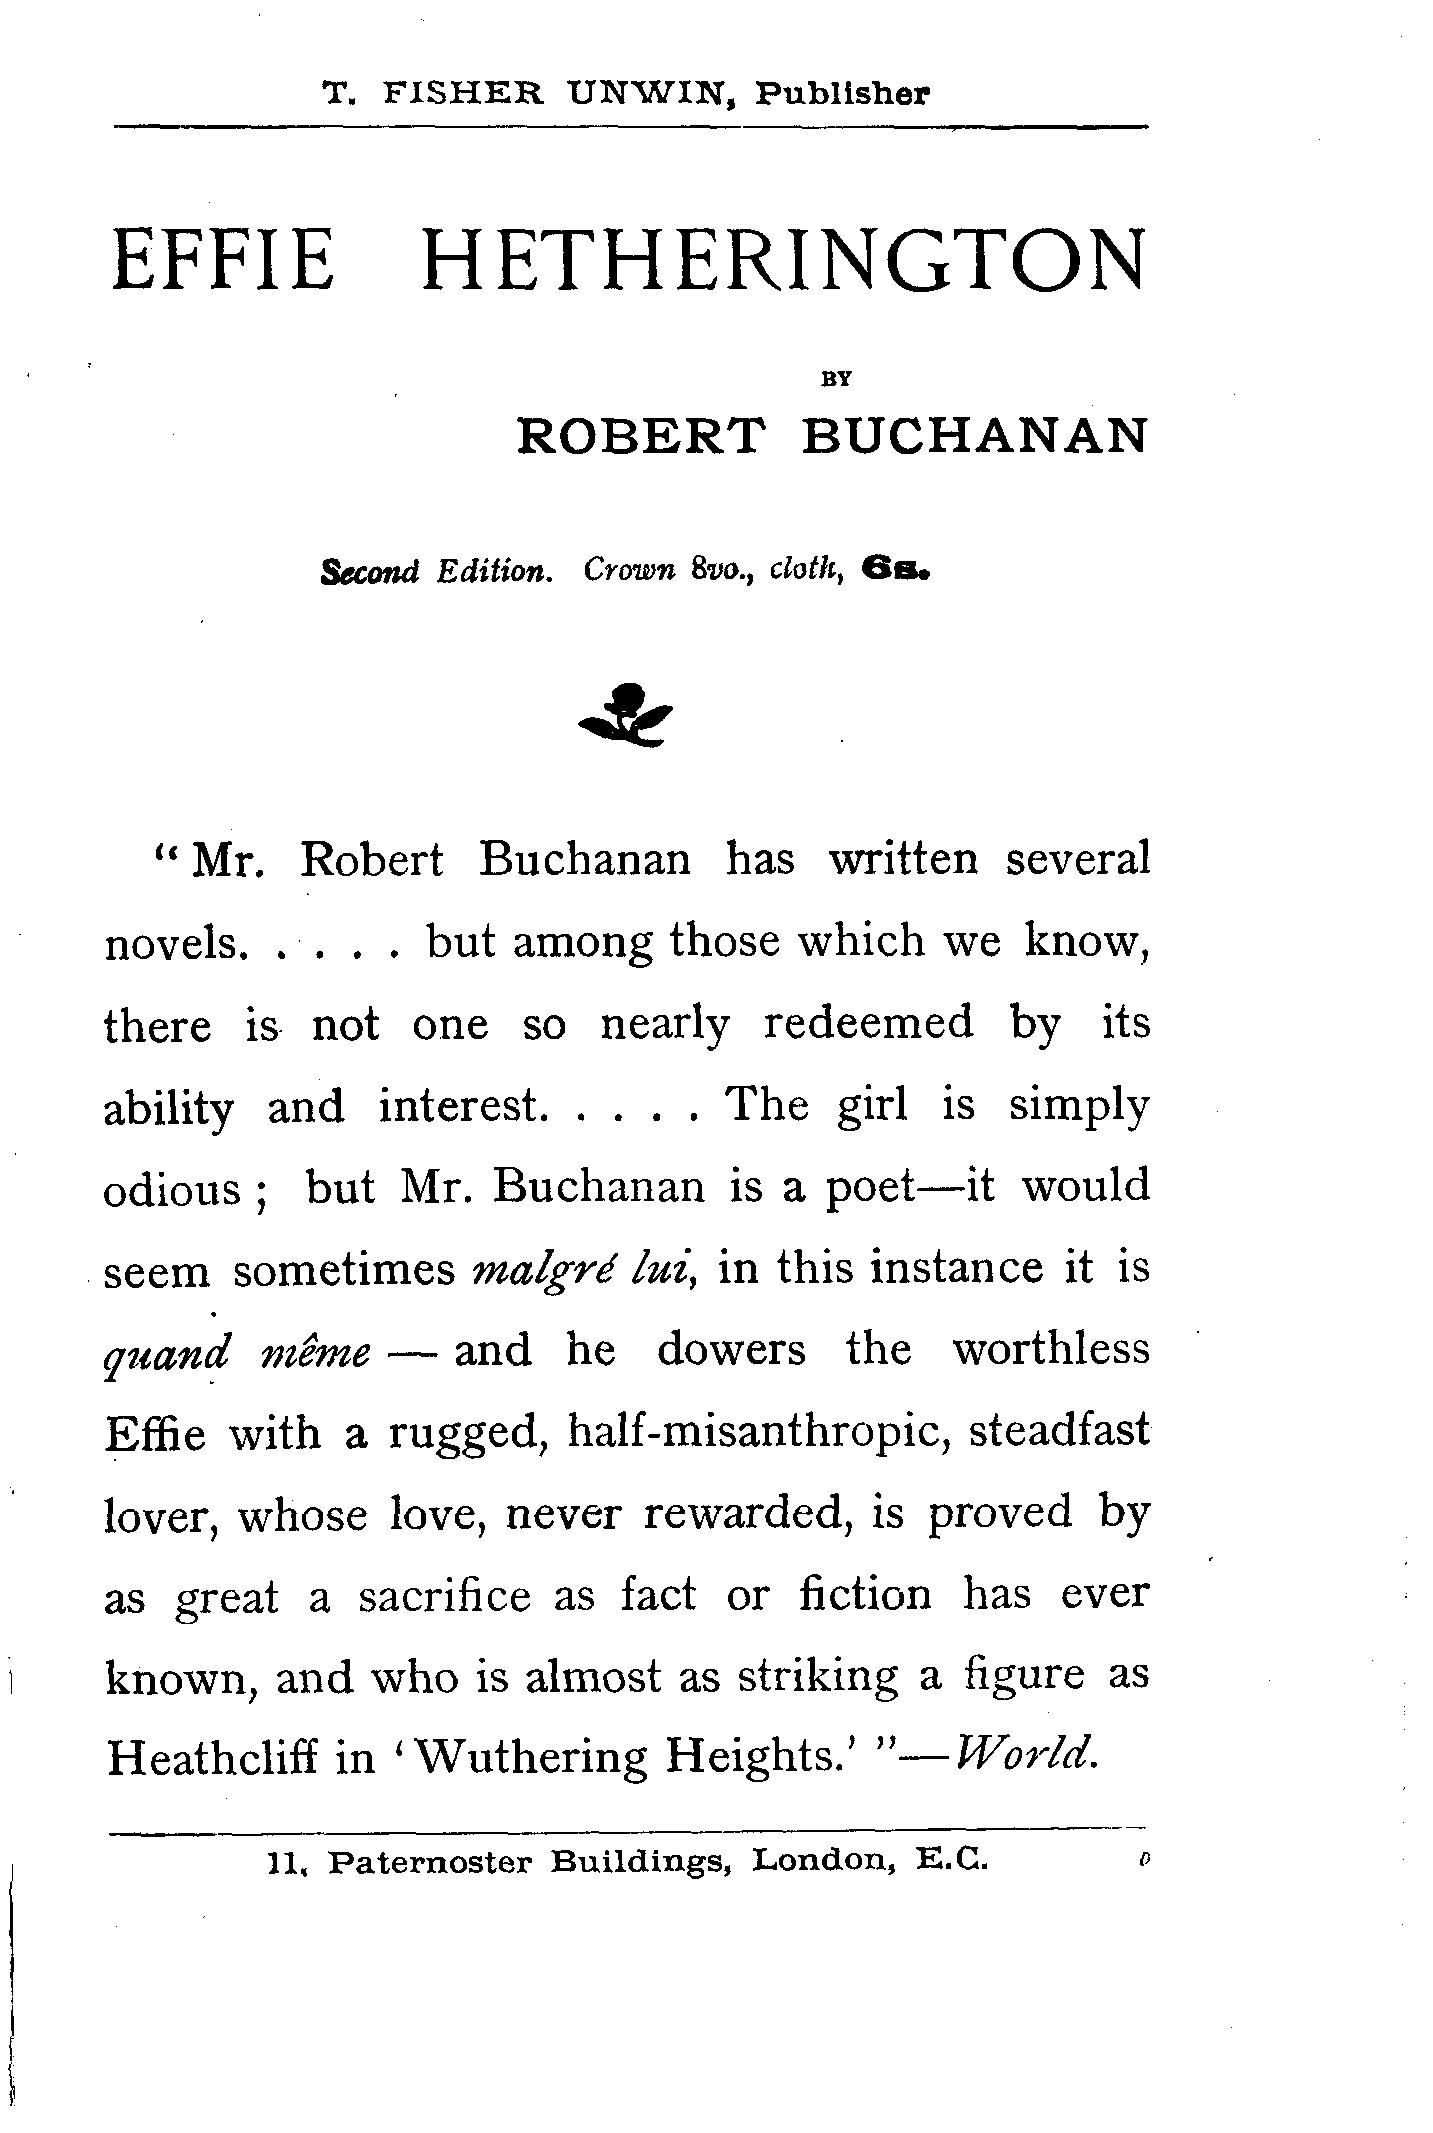 T. FISHER UNWIN, Publisher
EFFIE HETHERINGTON
BY
ROBERT BUCHANAN
Second Edition. Crown 8vo., cloth, 6s.
“Mr. Robert Buchanan has written several
novels. . . . . but among those which we know,
there is not one so nearly redeemed by its
ability and interest. . . . . The girl is simply
odious ; but Mr. Buchanan is a poet—it would
seem sometimes malgré lui, in this instance it is
quand même — and he dowers the worthless
Effie with a rugged, half-misanthropic, steadfast
lover, whose love, never rewarded, is proved by
as great a sacrifice as fact or fiction has ever
known, and who is almost as striking a figure as
Heathcliff in ‘Wuthering Heights.’ ”—World.
11, Paternoster Buildings, London, E.C. o